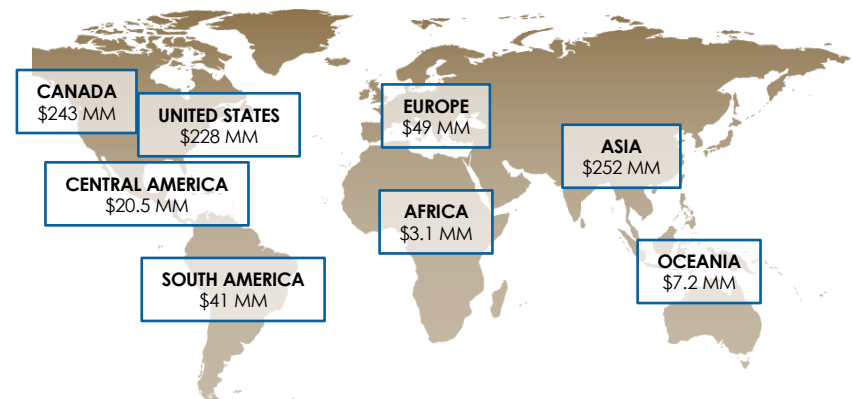 CANADA
$243 MM
UNITED STATES
$228 MM
EUROPE
$49 MM
ASIA
$252 MM
CENTRAL AMERICA
$20.5 MM
AFRICA
$3.1 MM
SOUTH AMERICA
$41 MM
OCEANIA
$7.2 MM